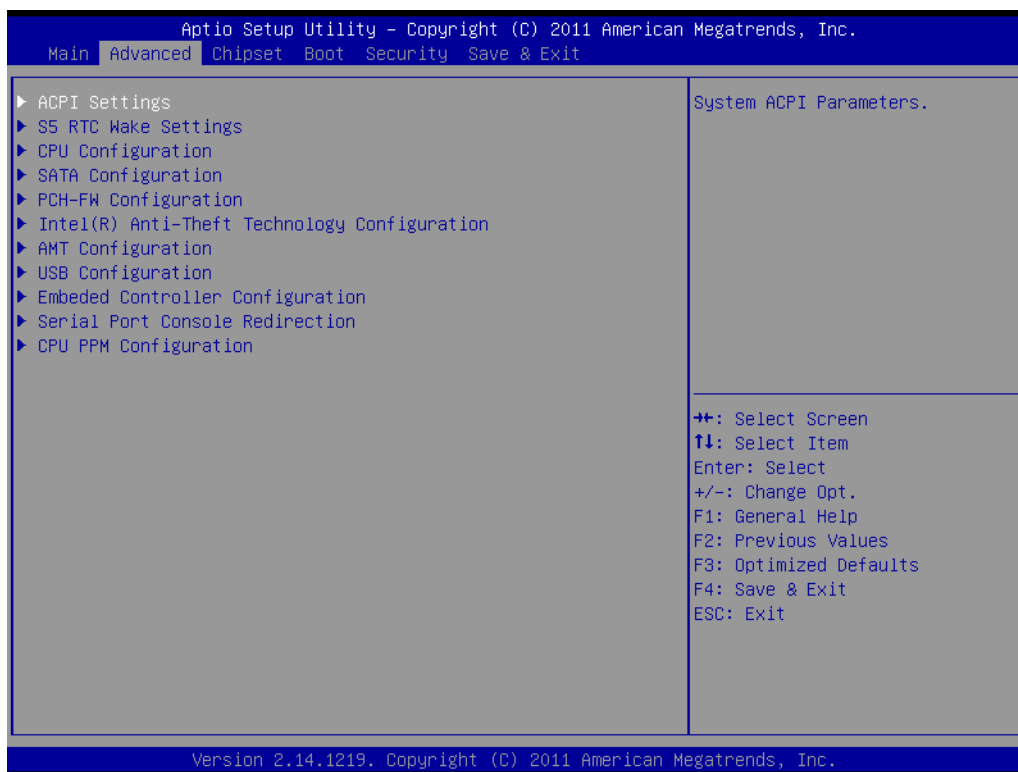 Aptio Setup Utility – Copyright (C) 2011 American Megatrends, Inc.
Main Advanced Chipset Boot Security Save & Exit
ACPI Settings
S5 RTC Wake Settings
CPU Configuration
SATA Configuration
PCH-FW Configuration
Intel(R) Anti-Theft Technology Configuration
AMT Configuration
USB Configuration
Embeded Controller Configuration
Serial Port Console Redirection
CPU PPM Configuration
System ACPI Parameters.
→←: Select Screen
↑↓: Select Item
Enter: Select
+/-: Change Opt.
F1: General Help
F2: Previous Values
F3: Optimized Defaults
F4: Save & Exit
ESC: Exit
Version 2.14.1219. Copyright (C) 2011 American Megatrends, Inc.